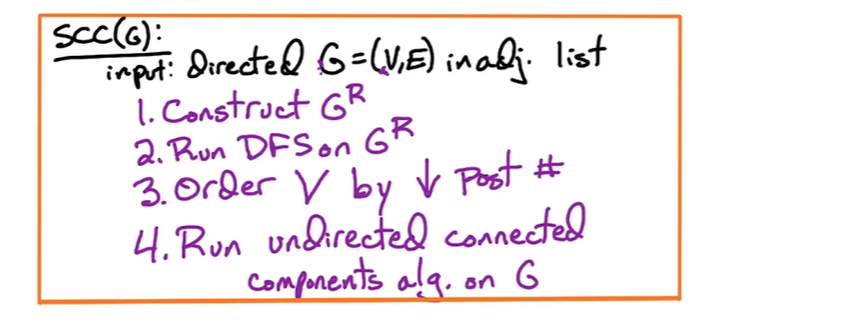 SCC(G):
input: Directed G=(V,E) in adj. list
1. Construct G^R
2. Run DFS on G^R
3. Order V by ↓ Post #
4. Run undirected connected
components alg. on G